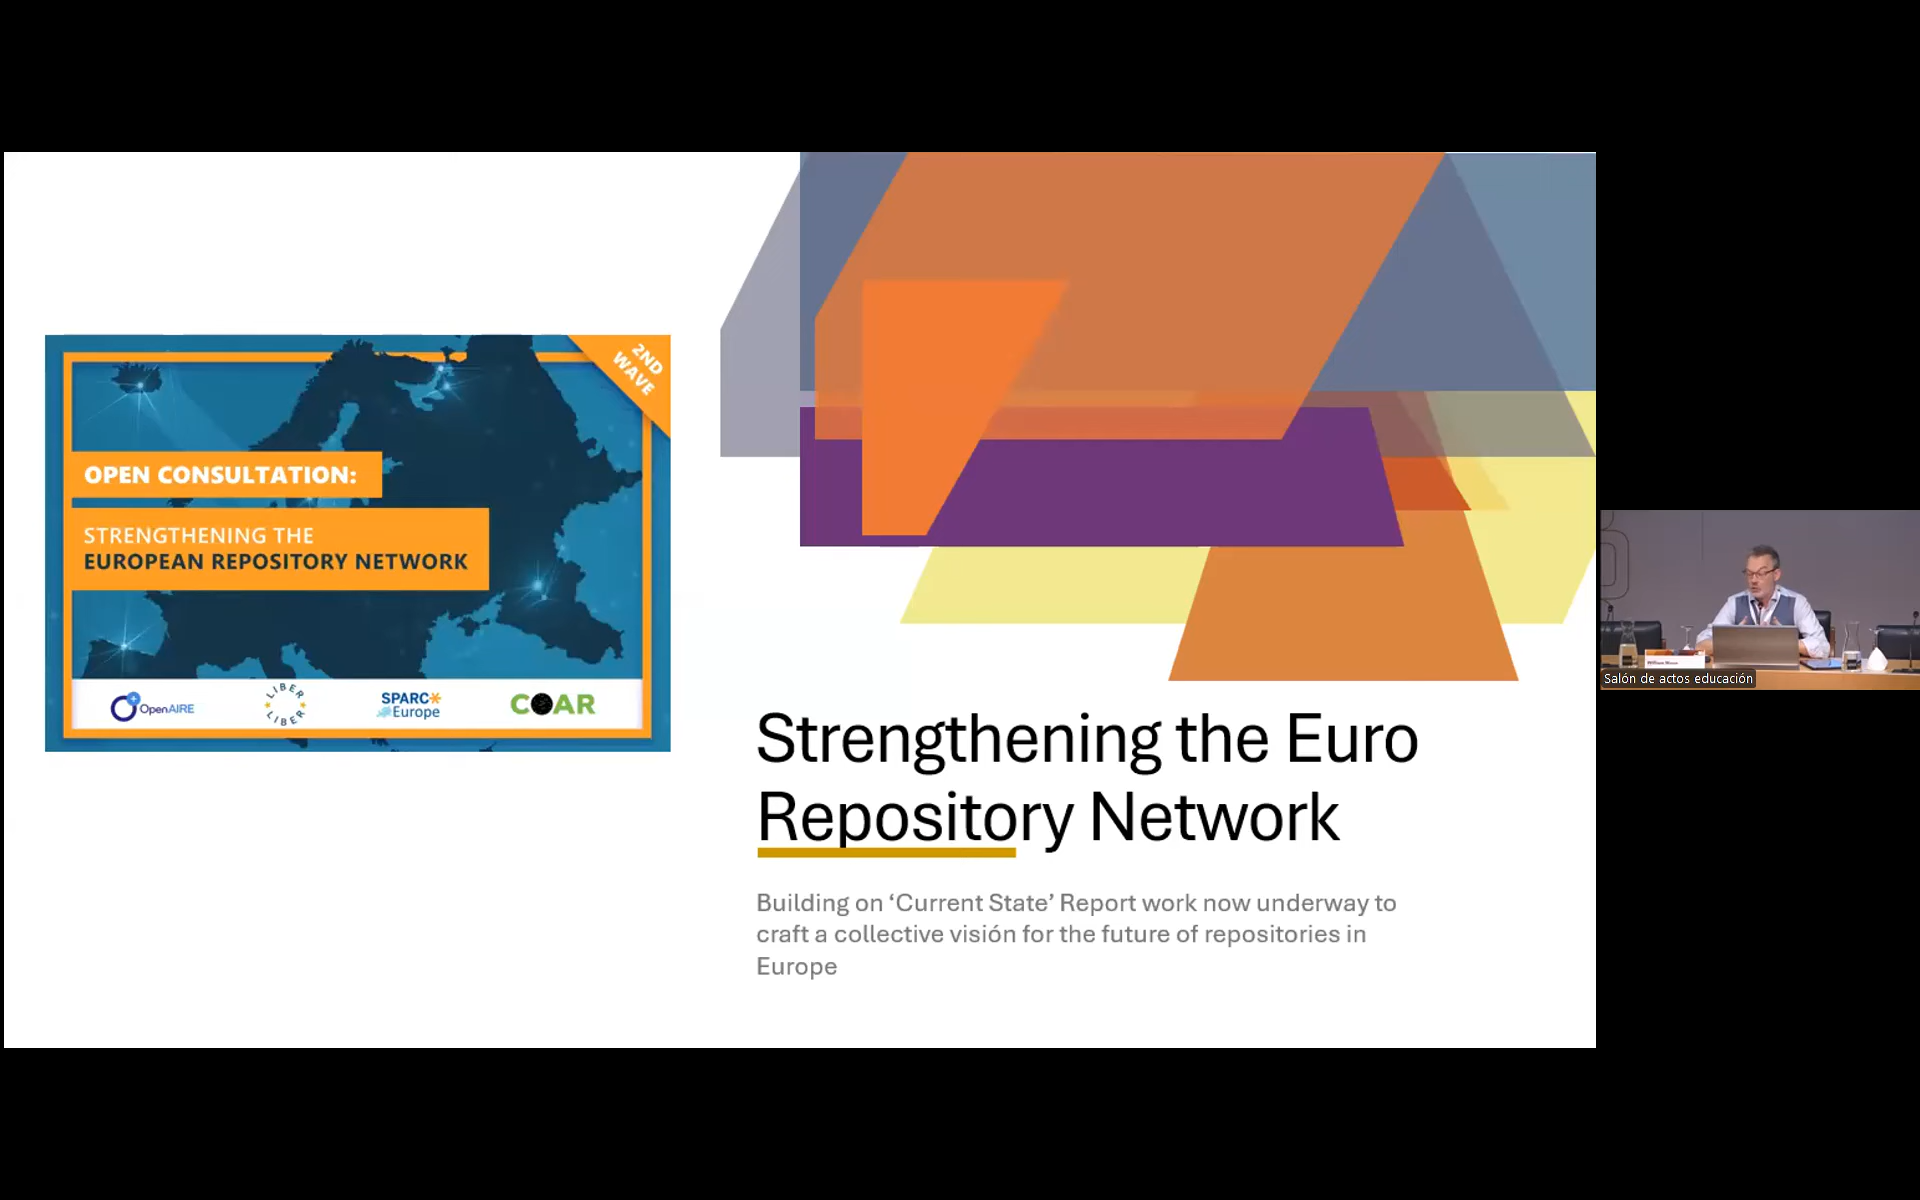 2ND
WAVE
OPEN CONSULTATION:
STRENGTHENING THE
EUROPEAN REPOSITORY NETWORK
OpenAIRE
LIBER
LIBER
SPARC
Europe
COAR
Strengthening the Euro
Repository Network
Building on ‘Current State’ Report work now underway to
craft a collective visión for the future of repositories in
Europe
Salón de actos educación